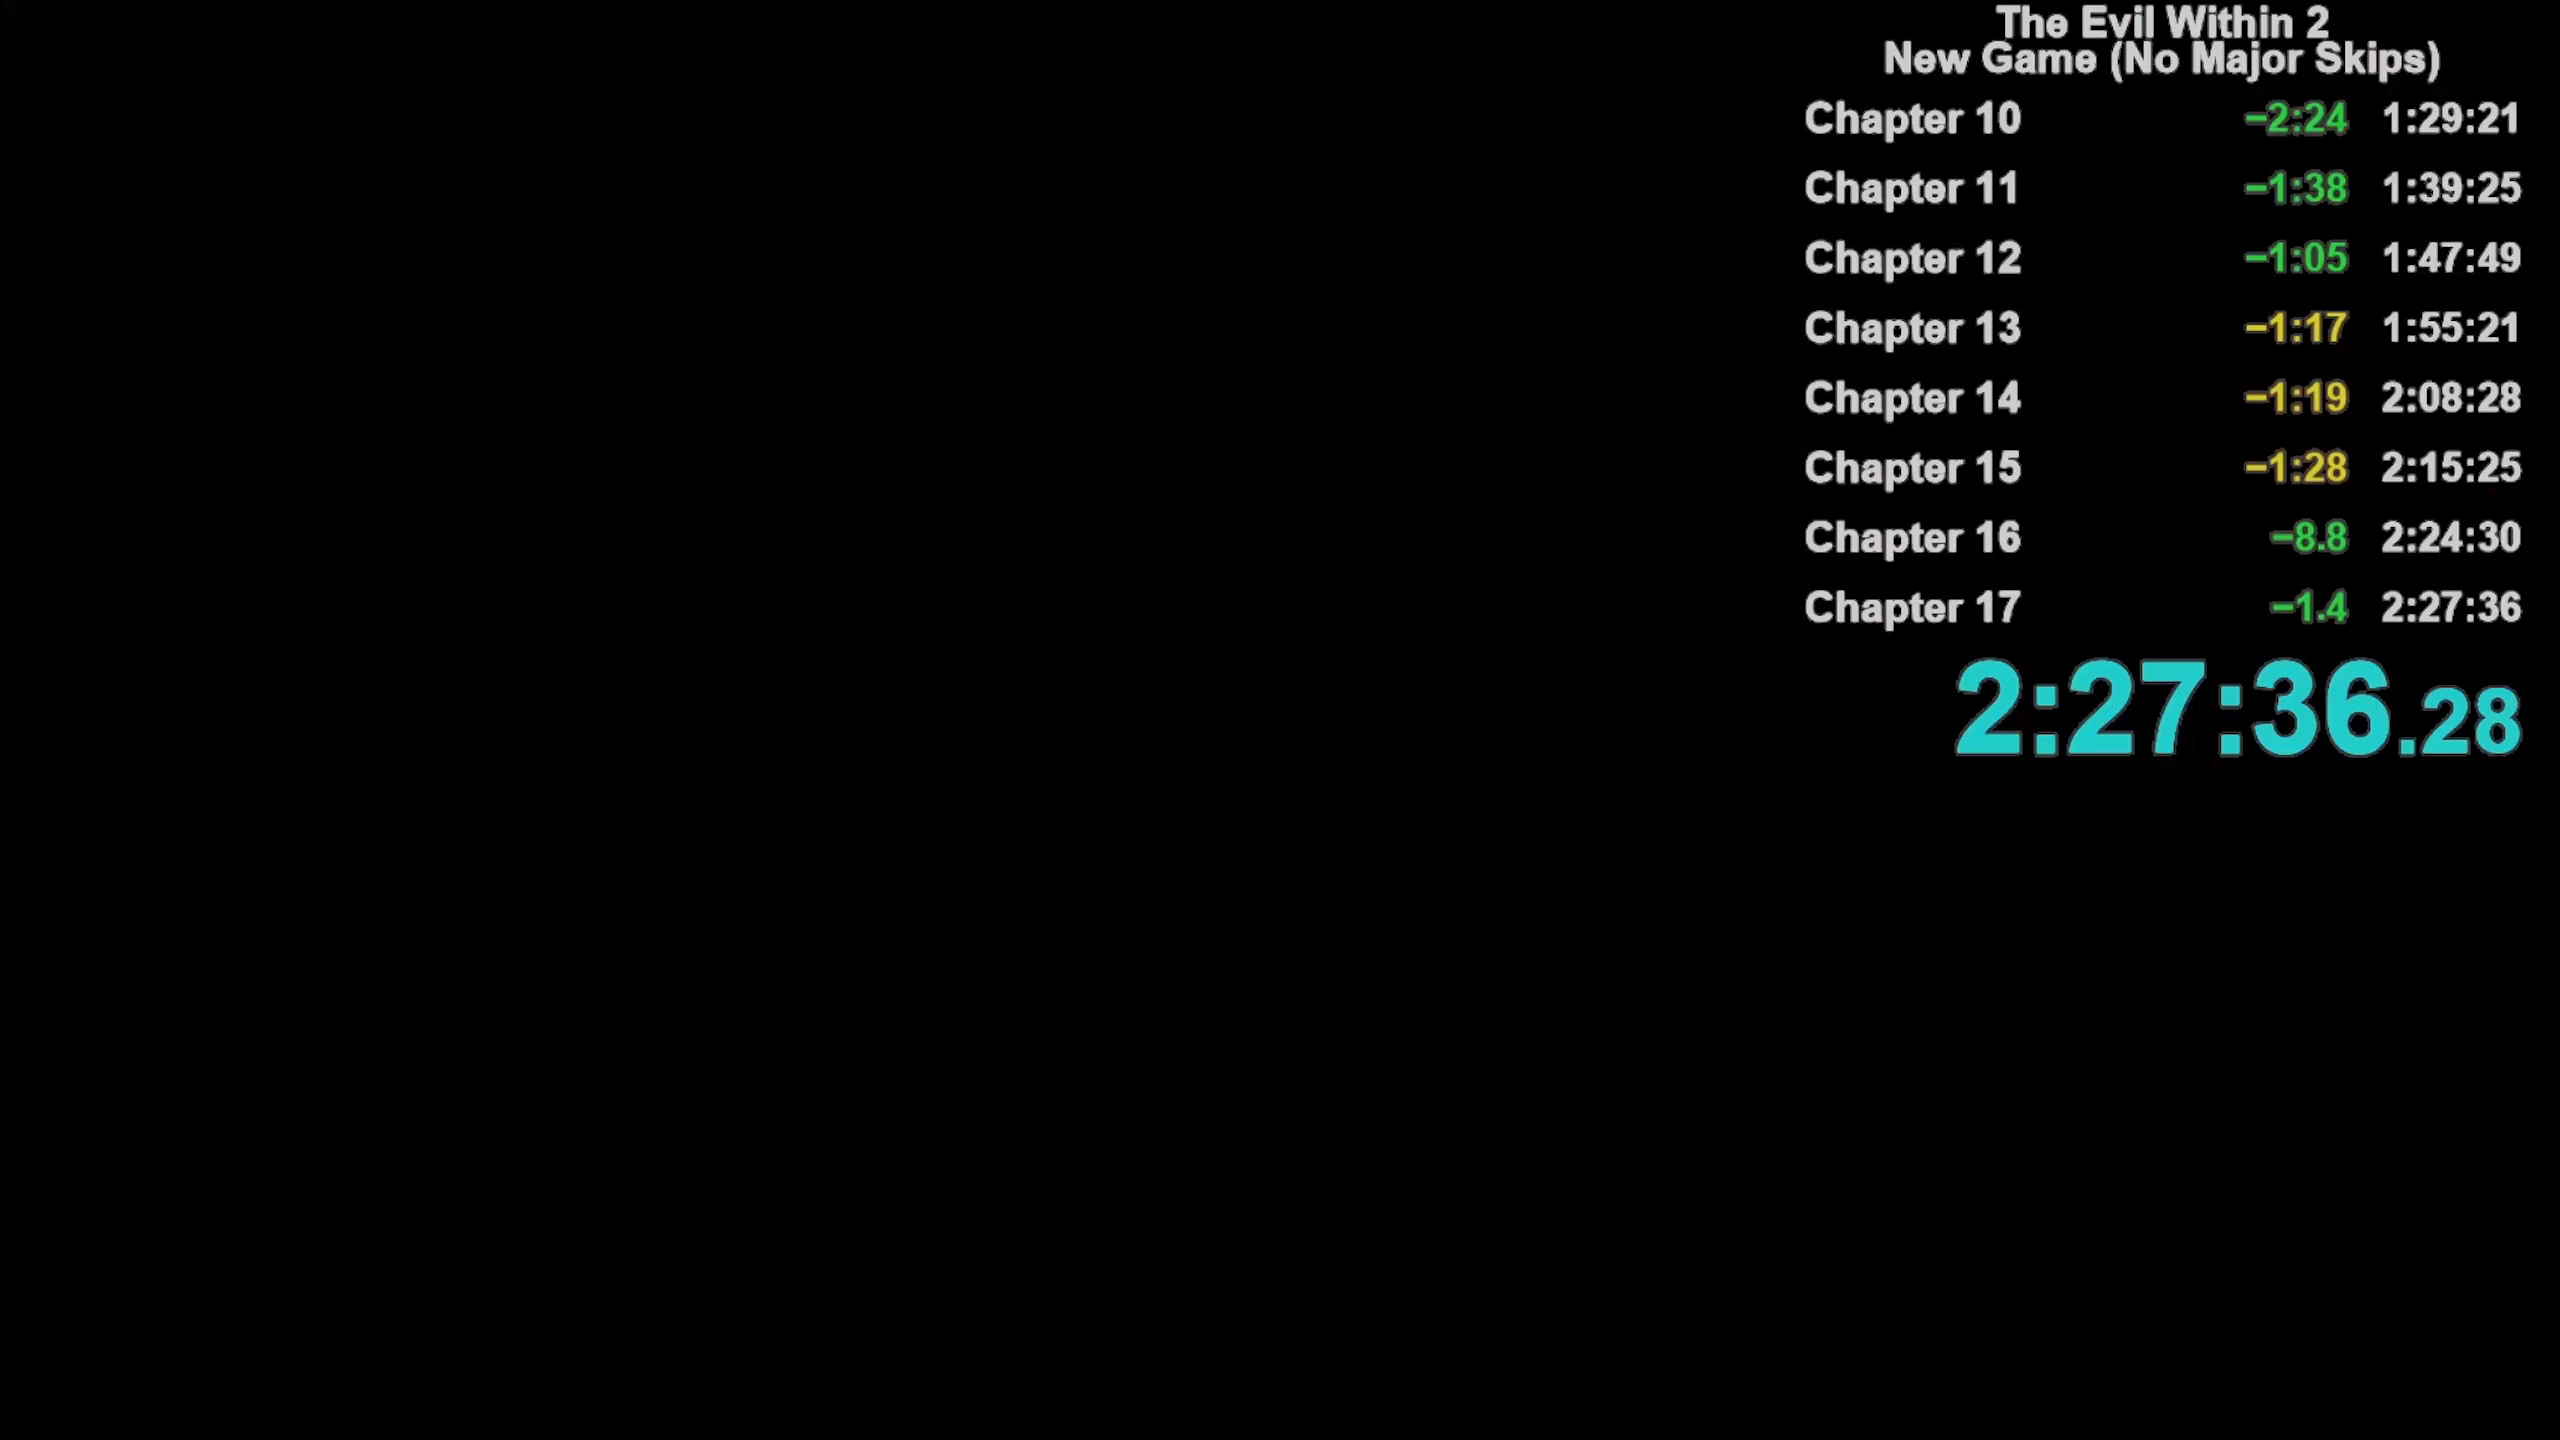 The Evil Within 2
New Game (No Major Skips)
Chapter 10 −2:24 1:29:21
Chapter 11 −1:38 1:39:25
Chapter 12 −1:05 1:47:49
Chapter 13 −1:17 1:55:21
Chapter 14 −1:19 2:08:28
Chapter 15 −1:28 2:15:25
Chapter 16 −8.8 2:24:30
Chapter 17 −1.4 2:27:36
2:27:36.28